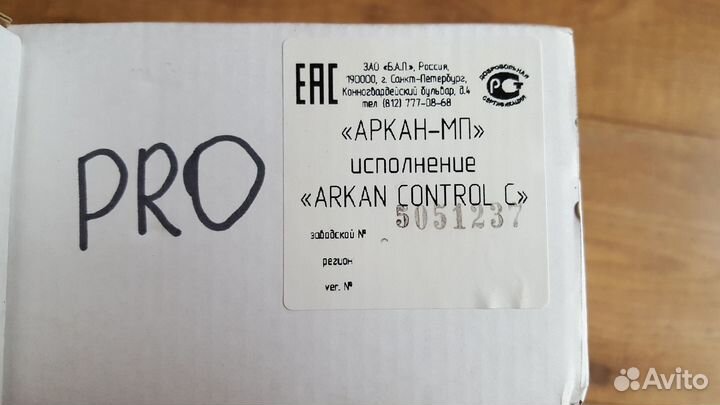 PRO
EAC
ЗАО «Б.А.Л», Россия,
190000, г. Санкт-Петербург,
Конногвардейский бульвар, д.4
тел (812) 777-08-68
ДОБРОВОЛЬНАЯ
СЕРТИФИКАЦИЯ
«АРКАН-МП»
исполнение
«ARKAN CONTROL C»
5051237
заводской №
регион
ver. №
Avito